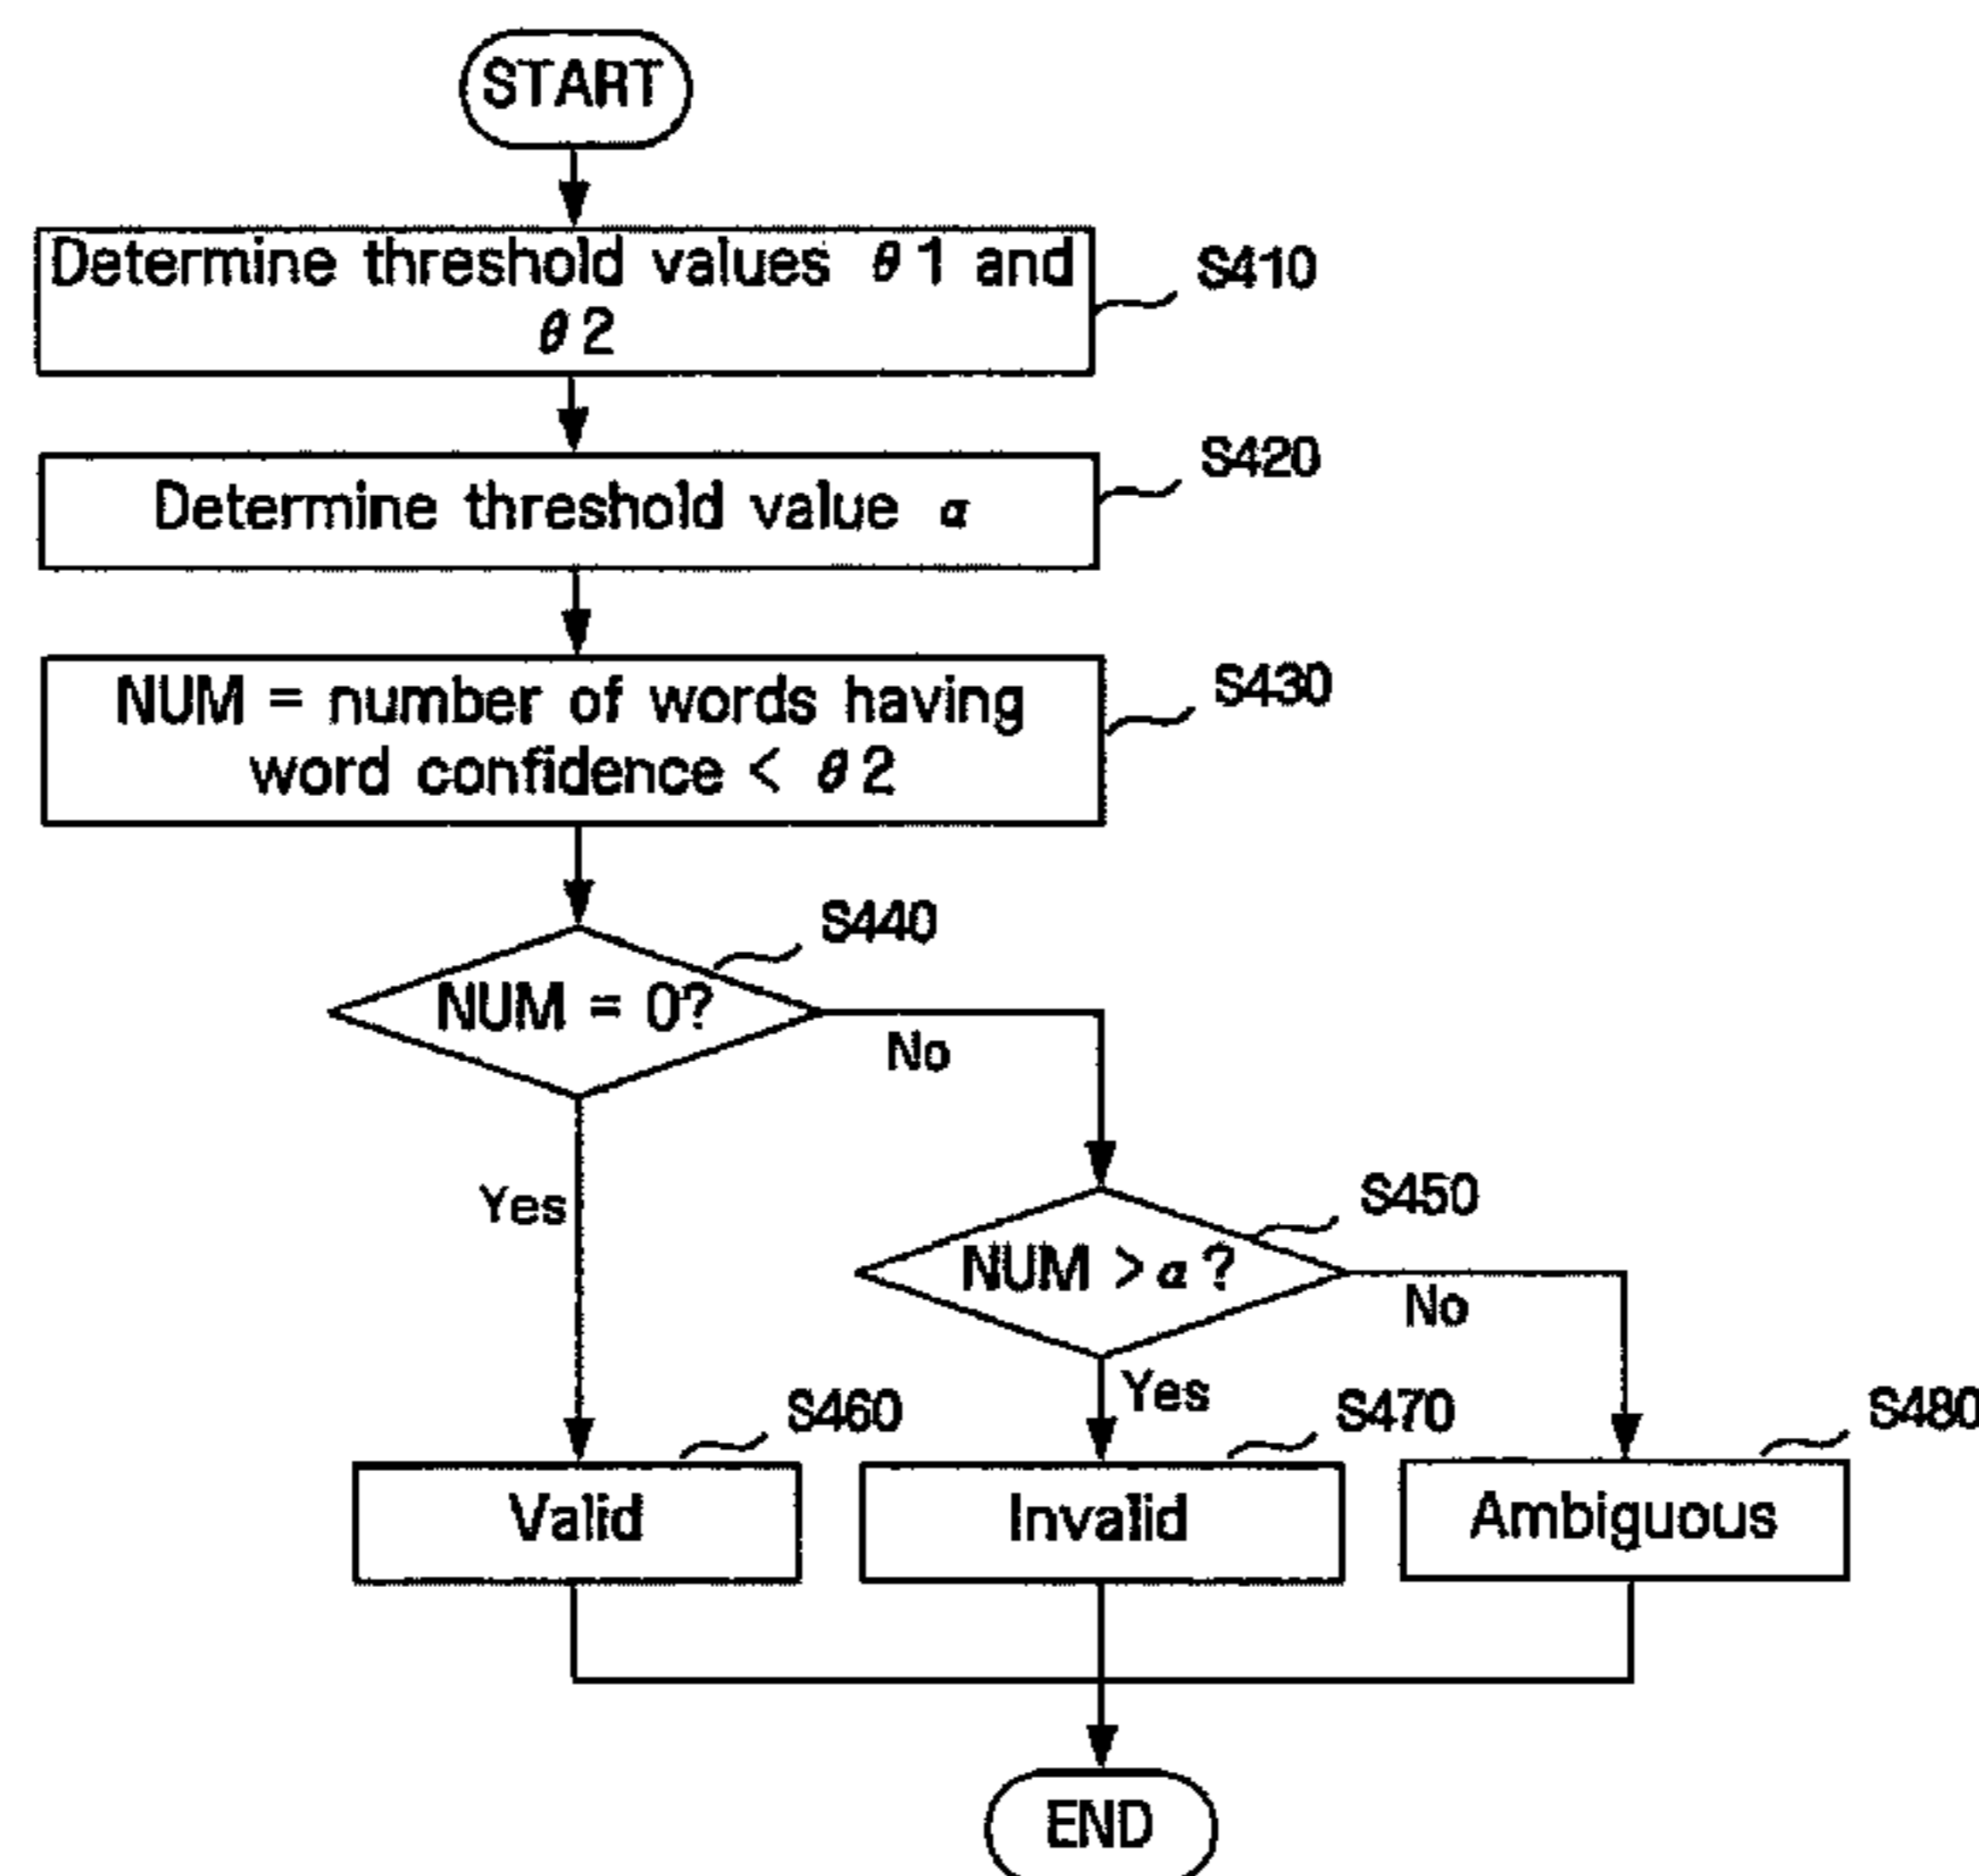 START
Determine threshold values θ1 and
θ2
S410
S420
Determine threshold value α
S430
NUM = number of words having
word confidence < θ2
S440
NUM = 0?
No
Yes
S450
NUM > α ?
No
Yes
S460
S470
S480
Valid
Invalid
Ambiguous
END